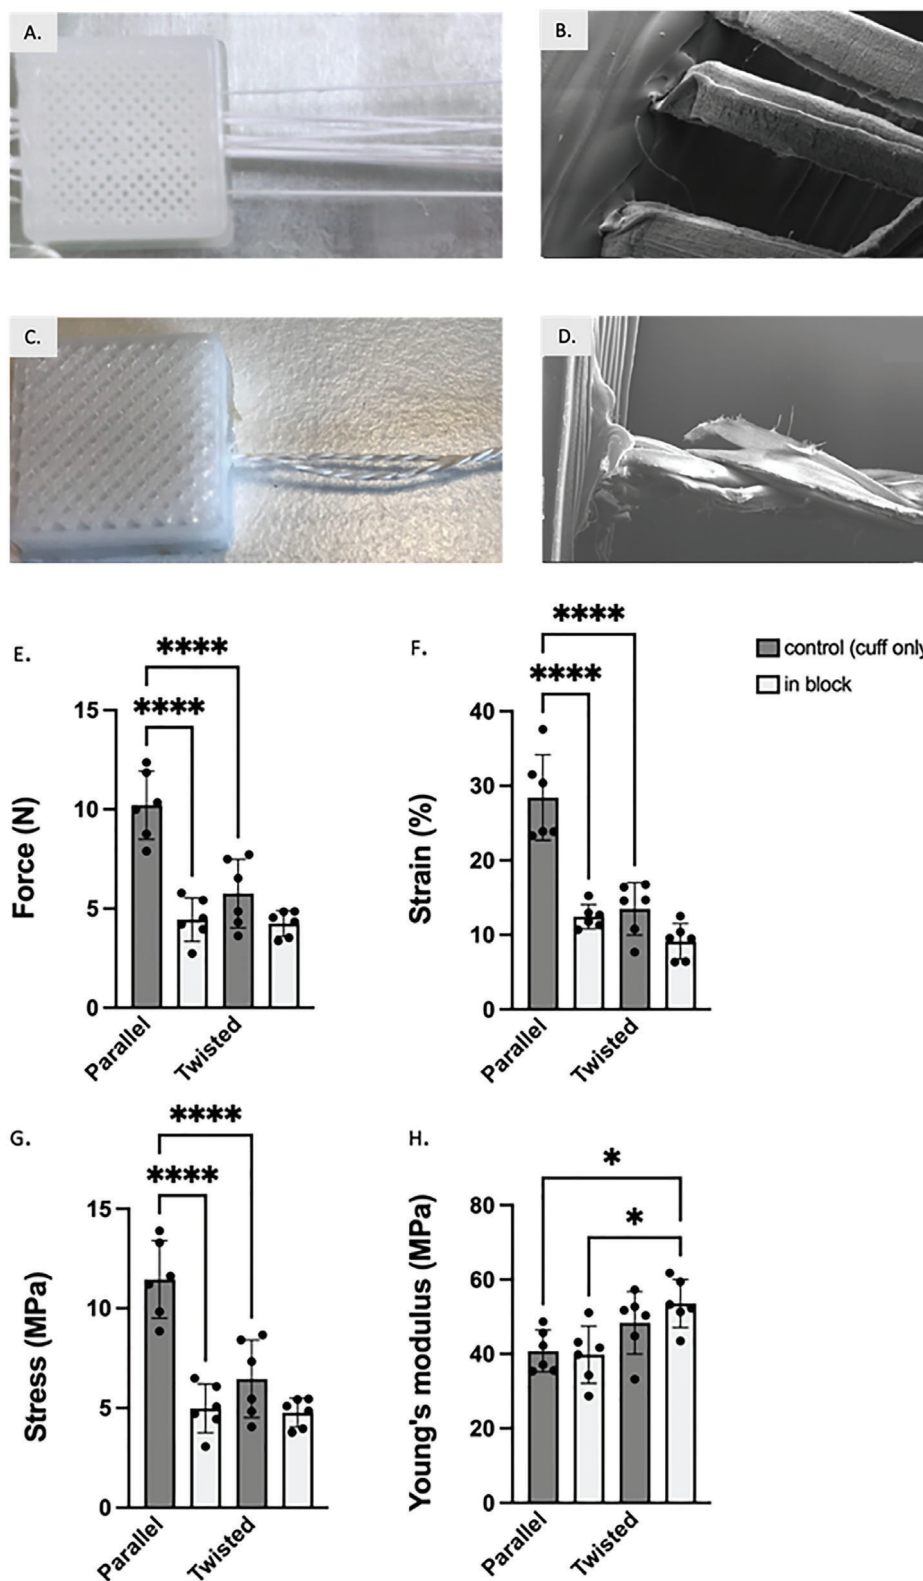 A.
B.
C.
D.
E.
****
****
15
10
5
0
Force (N)
Parallel
Twisted
F.
****
****
40
30
20
10
0
Strain (%)
Parallel
Twisted
control (cuff only
in block
G.
****
****
15
10
5
0
Stress (MPa)
Parallel
Twisted
H.
*
*
80
60
40
20
0
Young's modulus (MPa)
Parallel
Twisted